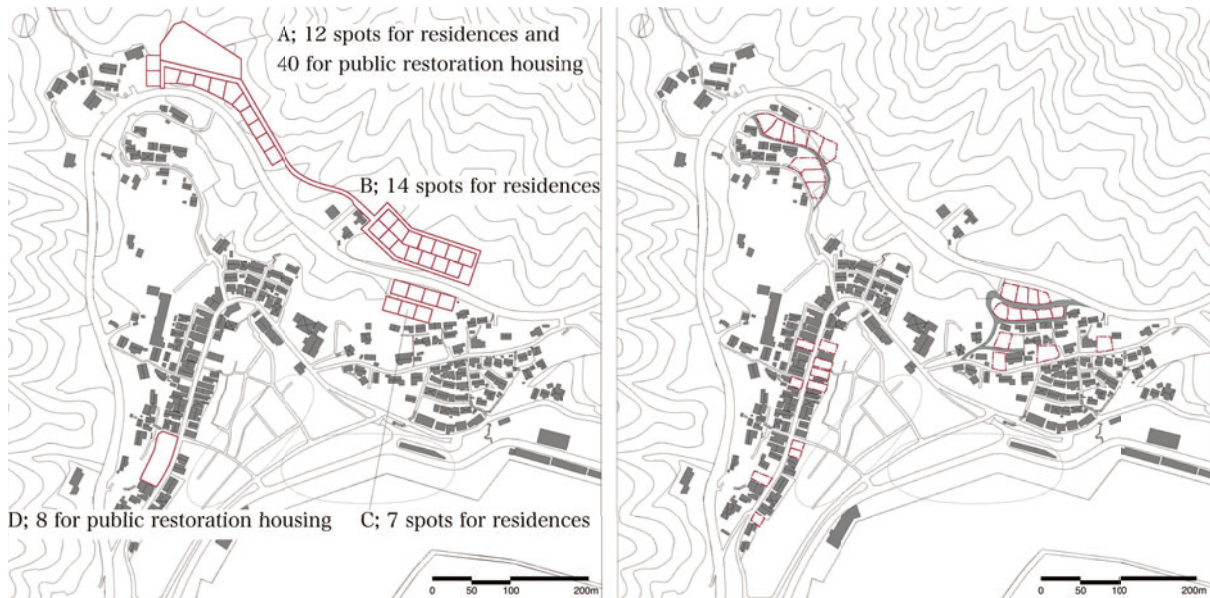 A; 12 spots for residences and
40 for public restoration housing
B; 14 spots for residences
D; 8 for public restoration housing
C; 7 spots for residences
0 50 100 200m
0 50 100 200m